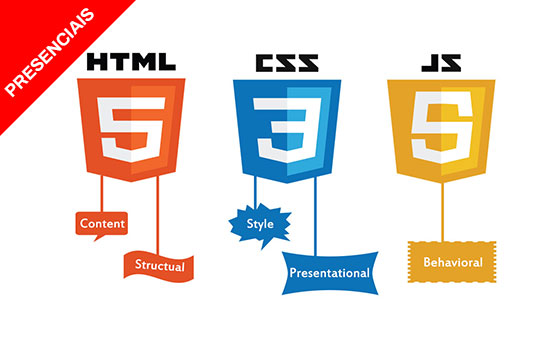 PRESENCIAIS
HTML
CSS
JS
5
3
5
Content
Structual
Style
Presentational
Behavioral